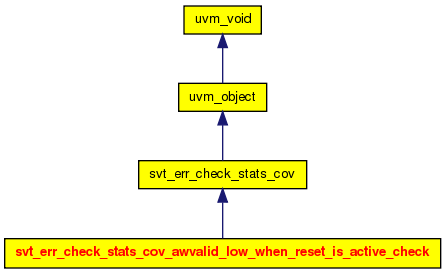 uvm_void
uvm_object
svt_err_check_stats_cov
svt_err_check_stats_cov_awvalid_low_when_reset_is_active_check